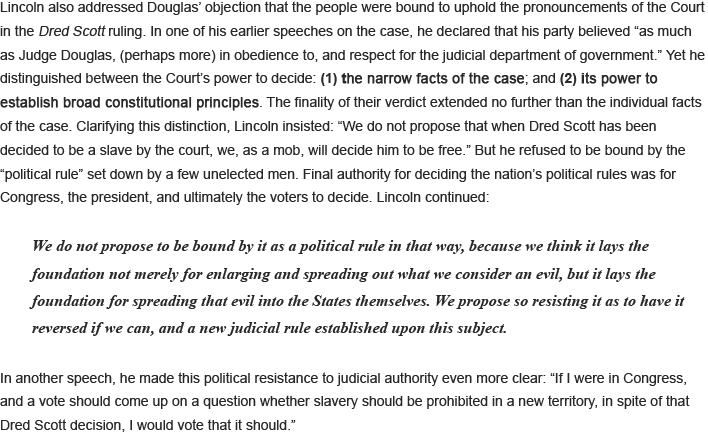 Lincoln also addressed Douglas’ objection that the people were bound to uphold the pronouncements of the Court
in the Dred Scott ruling. In one of his earlier speeches on the case, he declared that his party believed “as much
as Judge Douglas, (perhaps more) in obedience to, and respect for the judicial department of government.” Yet he
distinguished between the Court’s power to decide: (1) the narrow facts of the case; and (2) its power to
establish broad constitutional principles. The finality of their verdict extended no further than the individual facts
of the case. Clarifying this distinction, Lincoln insisted: “We do not propose that when Dred Scott has been
decided to be a slave by the court, we, as a mob, will decide him to be free.” But he refused to be bound by the
“political rule” set down by a few unelected men. Final authority for deciding the nation’s political rules was for
Congress, the president, and ultimately the voters to decide. Lincoln continued:
We do not propose to be bound by it as a political rule in that way, because we think it lays the
foundation not merely for enlarging and spreading out what we consider an evil, but it lays the
foundation for spreading that evil into the States themselves. We propose so resisting it as to have it
reversed if we can, and a new judicial rule established upon this subject.
In another speech, he made this political resistance to judicial authority even more clear: “If I were in Congress,
and a vote should come up on a question whether slavery should be prohibited in a new territory, in spite of that
Dred Scott decision, I would vote that it should.”